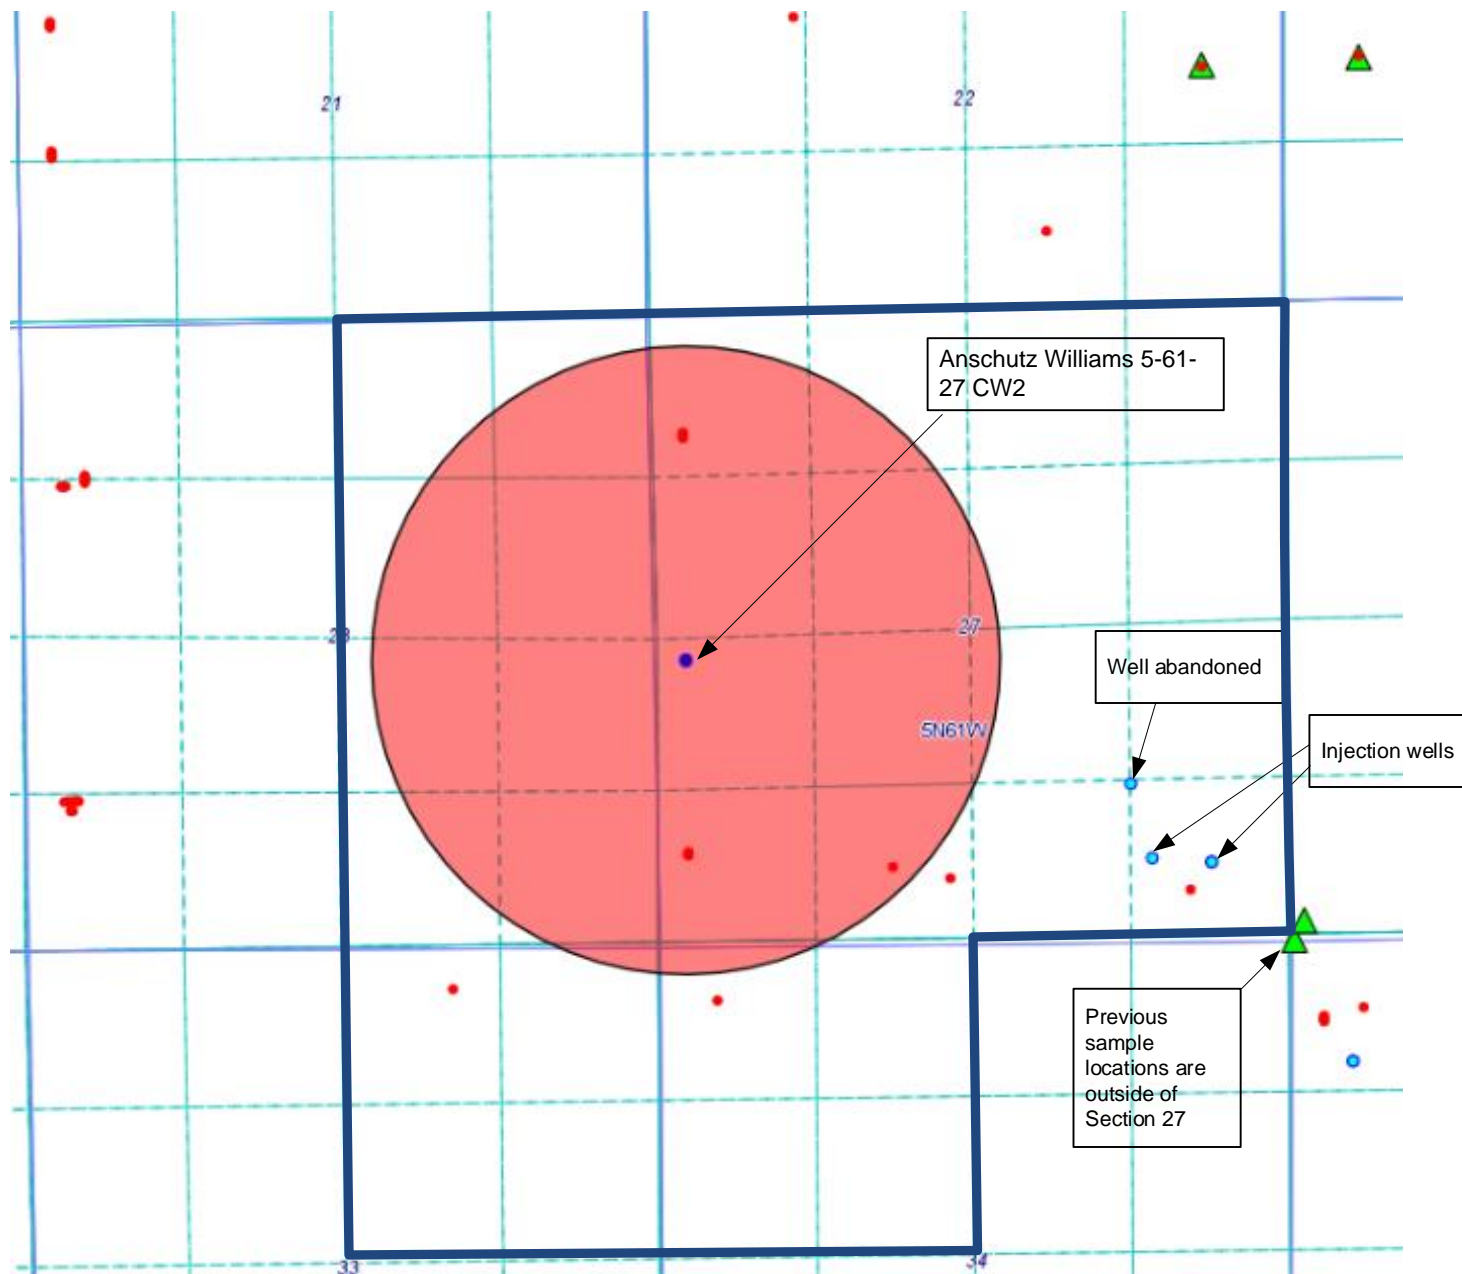 21
22
Anschutz Williams 5-61-
27 CW2
28
27
Well abandoned
5N61W
Injection wells
Previous
sample
locations are
outside of
Section 27
33
34